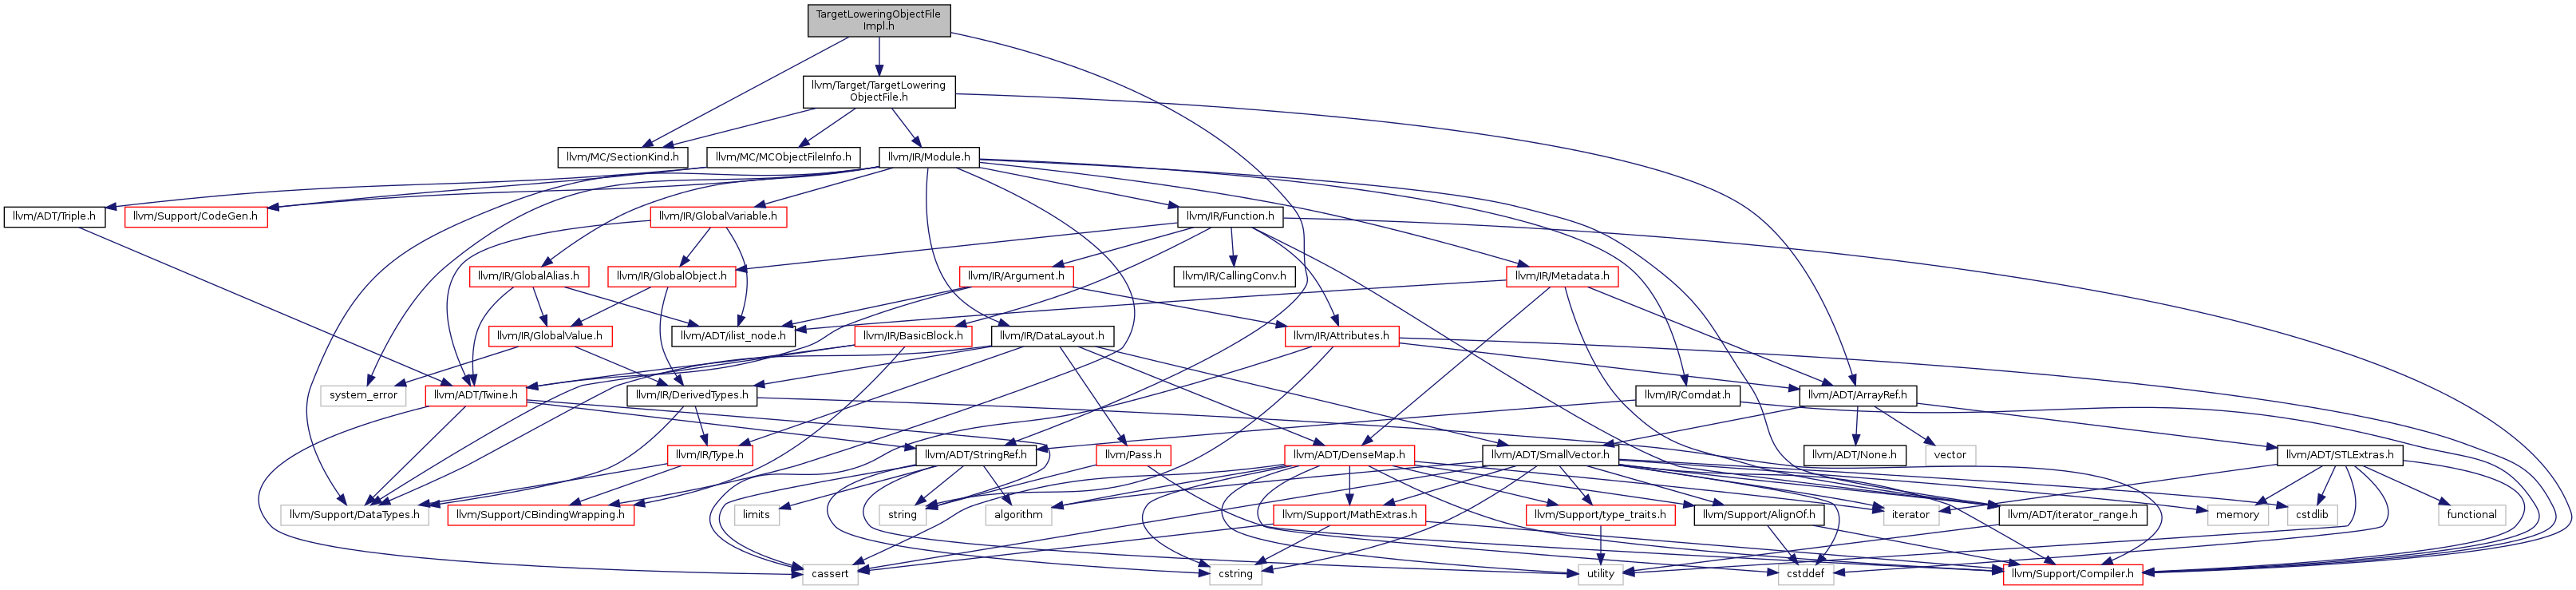 TargetLoweringObjectFile
Impl.h
llvm/Target/TargetLowering
ObjectFile.h
llvm/MC/SectionKind.h
llvm/MC/MCObjectFileInfo.h
llvm/IR/Module.h
llvm/ADT/Triple.h
llvm/Support/CodeGen.h
llvm/IR/GlobalVariable.h
llvm/IR/Function.h
llvm/IR/GlobalAlias.h
llvm/IR/GlobalObject.h
llvm/IR/Argument.h
llvm/IR/CallingConv.h
llvm/IR/Metadata.h
llvm/IR/GlobalValue.h
llvm/ADT/ilist_node.h
llvm/IR/BasicBlock.h
llvm/IR/DataLayout.h
llvm/IR/Attributes.h
system_error
llvm/ADT/Twine.h
llvm/IR/DerivedTypes.h
llvm/IR/Comdat.h
llvm/ADT/ArrayRef.h
llvm/IR/Type.h
llvm/ADT/StringRef.h
llvm/Pass.h
llvm/ADT/DenseMap.h
llvm/ADT/SmallVector.h
llvm/ADT/None.h
vector
llvm/ADT/STLExtras.h
llvm/Support/DataTypes.h
llvm/Support/CBindingWrapping.h
limits
string
algorithm
llvm/Support/MathExtras.h
llvm/Support/type_traits.h
llvm/Support/AlignOf.h
iterator
llvm/ADT/iterator_range.h
memory
cstdlib
functional
cassert
cstring
utility
cstddef
llvm/Support/Compiler.h